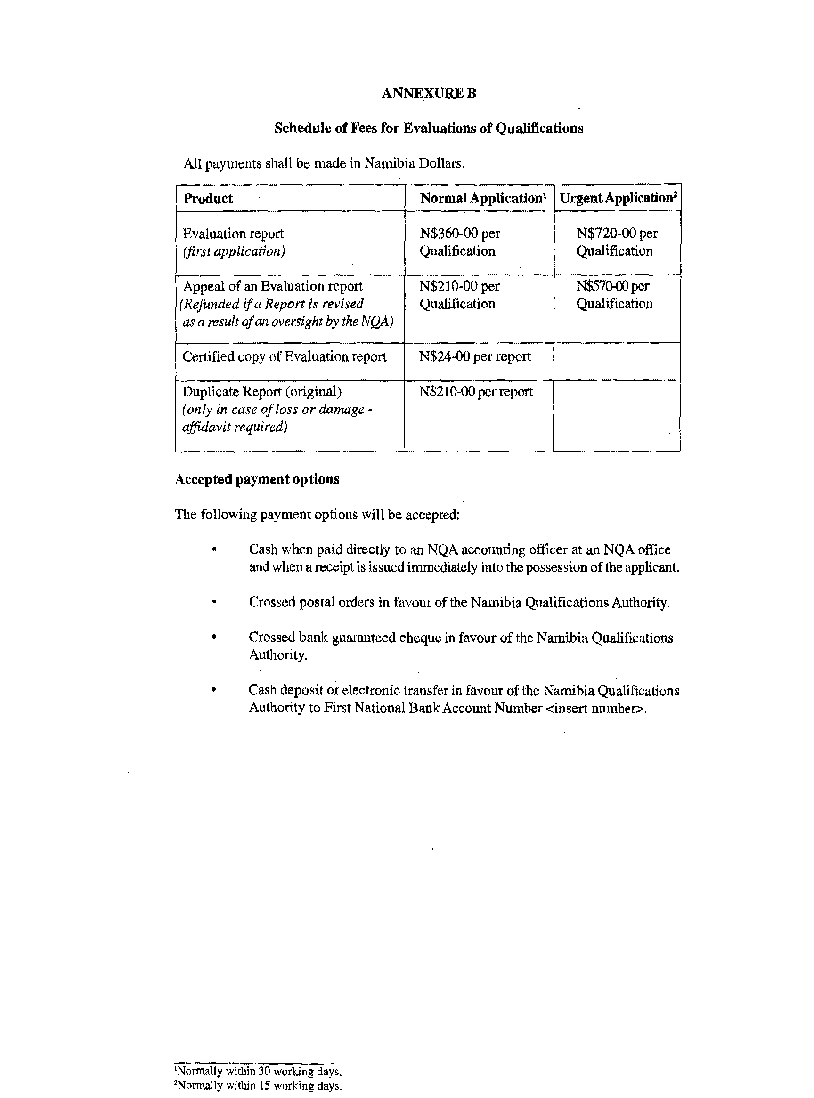 ANNEXURE B
Schedule of Fees for Evaluations of Qualifications
All payments shall be made in Namibia Dollars.
Product Normal Application¹ Urgent Application²
Evaluation report N$360-00 per N$720-00 per
(first application) Qualification Qualification
Appeal of an Evaluation report N$210-00 per N$570-00 per
(Refunded if a Report is revised Qualification Qualification
as a result of an oversight by the NQA)
Certified copy of Evaluation report N$24-00 per report
Duplicate Report (original) N$210-00 per report
(only in case of loss or damage -
affidavit required)
Accepted payment options
The following payment options will be accepted:
• Cash when paid directly to an NQA accounting officer at an NQA office
and when a receipt is issued immediately into the possession of the applicant.
• Crossed postal orders in favour of the Namibia Qualifications Authority.
• Crossed bank guaranteed cheque in favour of the Namibia Qualifications
Authority.
• Cash deposit or electronic transfer in favour of the Namibia Qualifications
Authority to First National Bank Account Number <insert number>.
¹Normally within 30 working days.
²Normally within 15 working days.